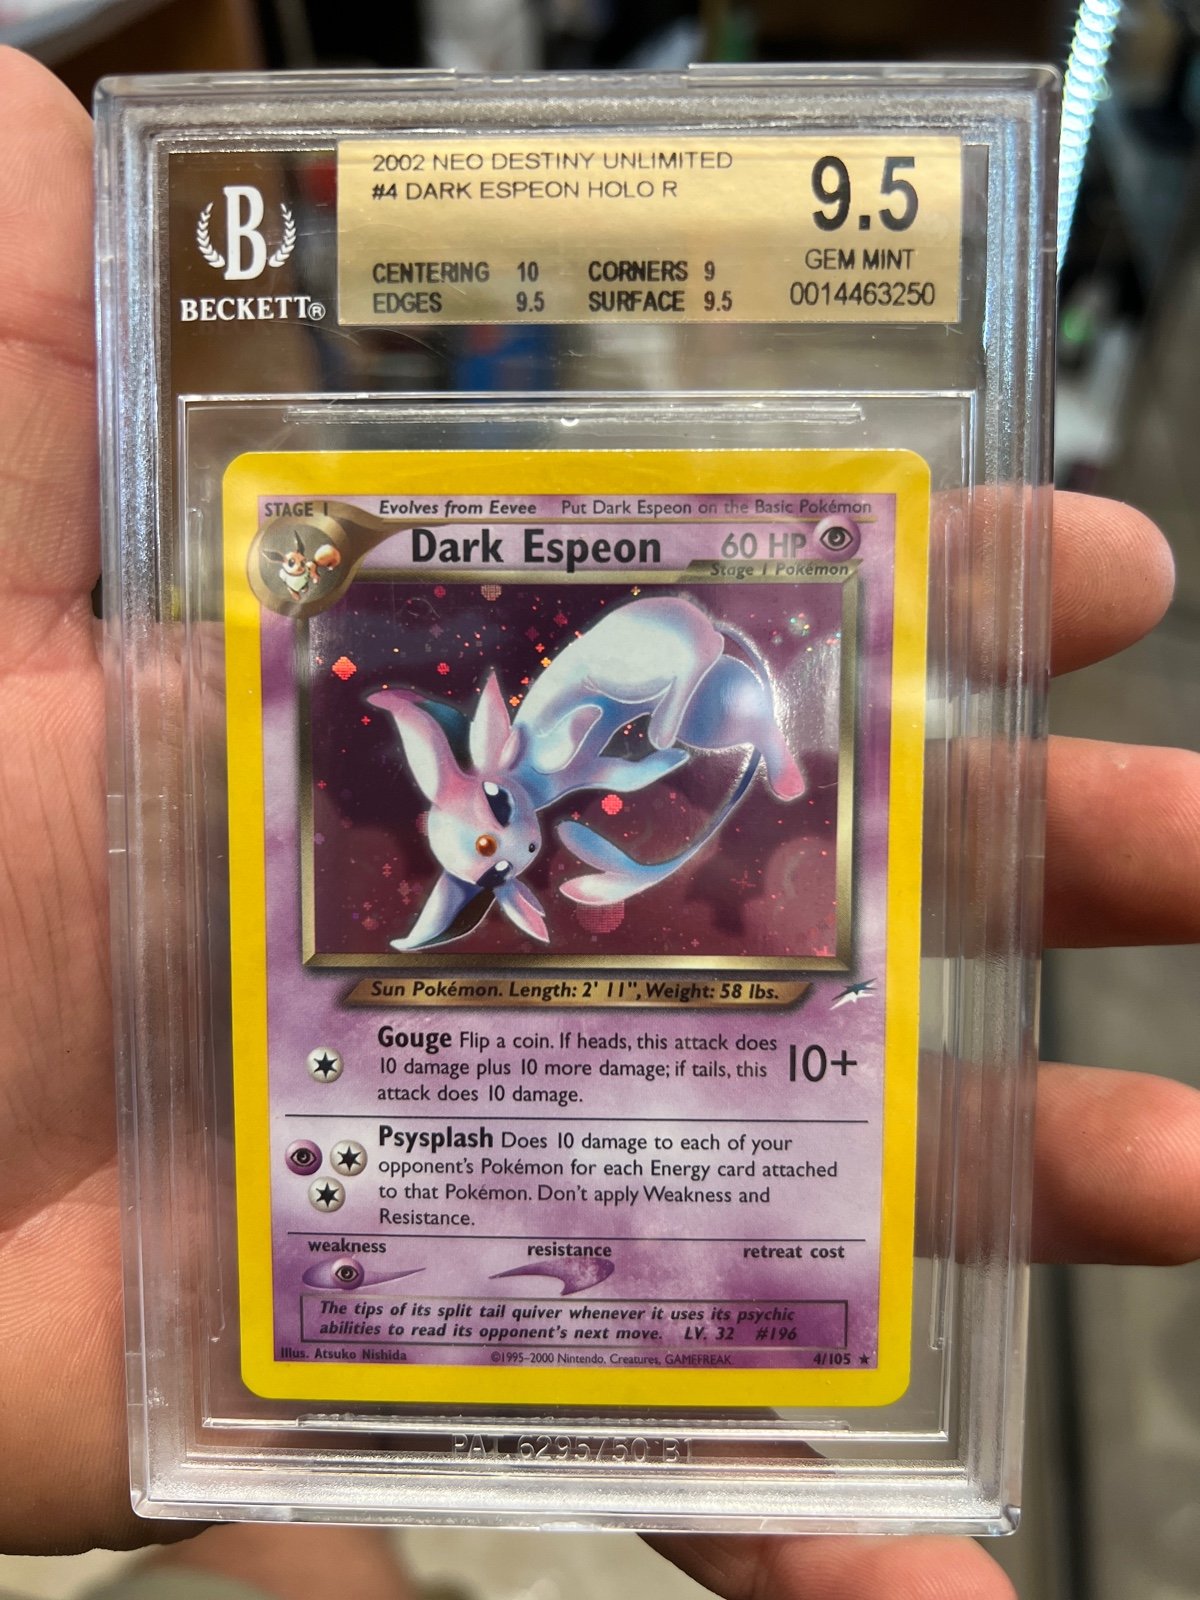 B
BECKETT®
2002 NEO DESTINY UNLIMITED
#4 DARK ESPEON HOLO R
9.5
GEM MINT
0014463250
CENTERING 10 CORNERS 9
EDGES 9.5 SURFACE 9.5
STAGE 1 Evolves from Eevee Put Dark Espeon on the Basic Pokémon
Dark Espeon 60 HP
Stage 1 Pokémon
Sun Pokémon. Length: 2' 11", Weight: 58 lbs.
Gouge Flip a coin. If heads, this attack does
10 damage plus 10 more damage; if tails, this
attack does 10 damage.
10+
Psysplash Does 10 damage to each of your
opponent's Pokémon for each Energy card attached
to that Pokémon. Don't apply Weakness and
Resistance.
weakness resistance retreat cost
The tips of its split tail quiver whenever it uses its psychic
abilities to read its opponent's next move. LV. 32 #196
Illus. Atsuko Nishida ©1995-2000 Nintendo, Creatures, GAMEFREAK. 4/105 ★
PAT. 6295750 B1